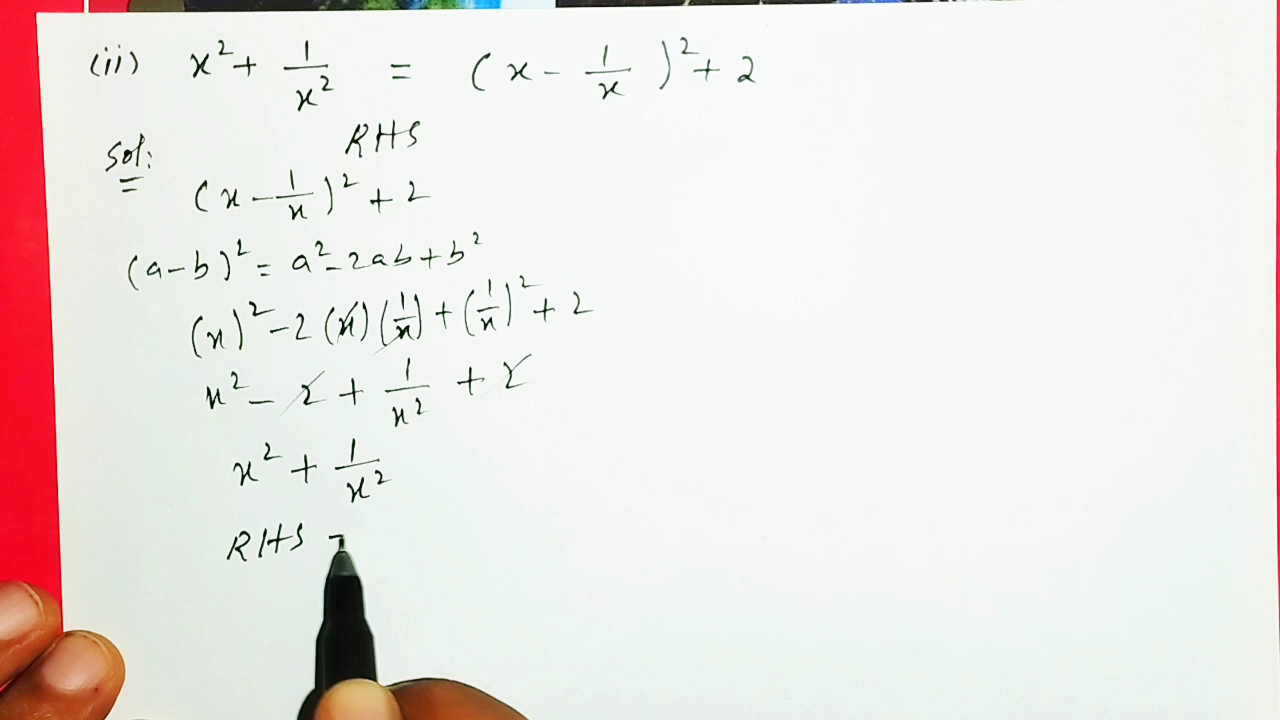 (ii) x² + 1/x² = (x - 1/x)² + 2
Sol:
RHS
(x - 1/x)² + 2
(a-b)² = a² - 2ab + b²
(x)² - 2(x)(1/x) + (1/x)² + 2
x² - 2 + 1/x² + 2
x² + 1/x²
RHS -